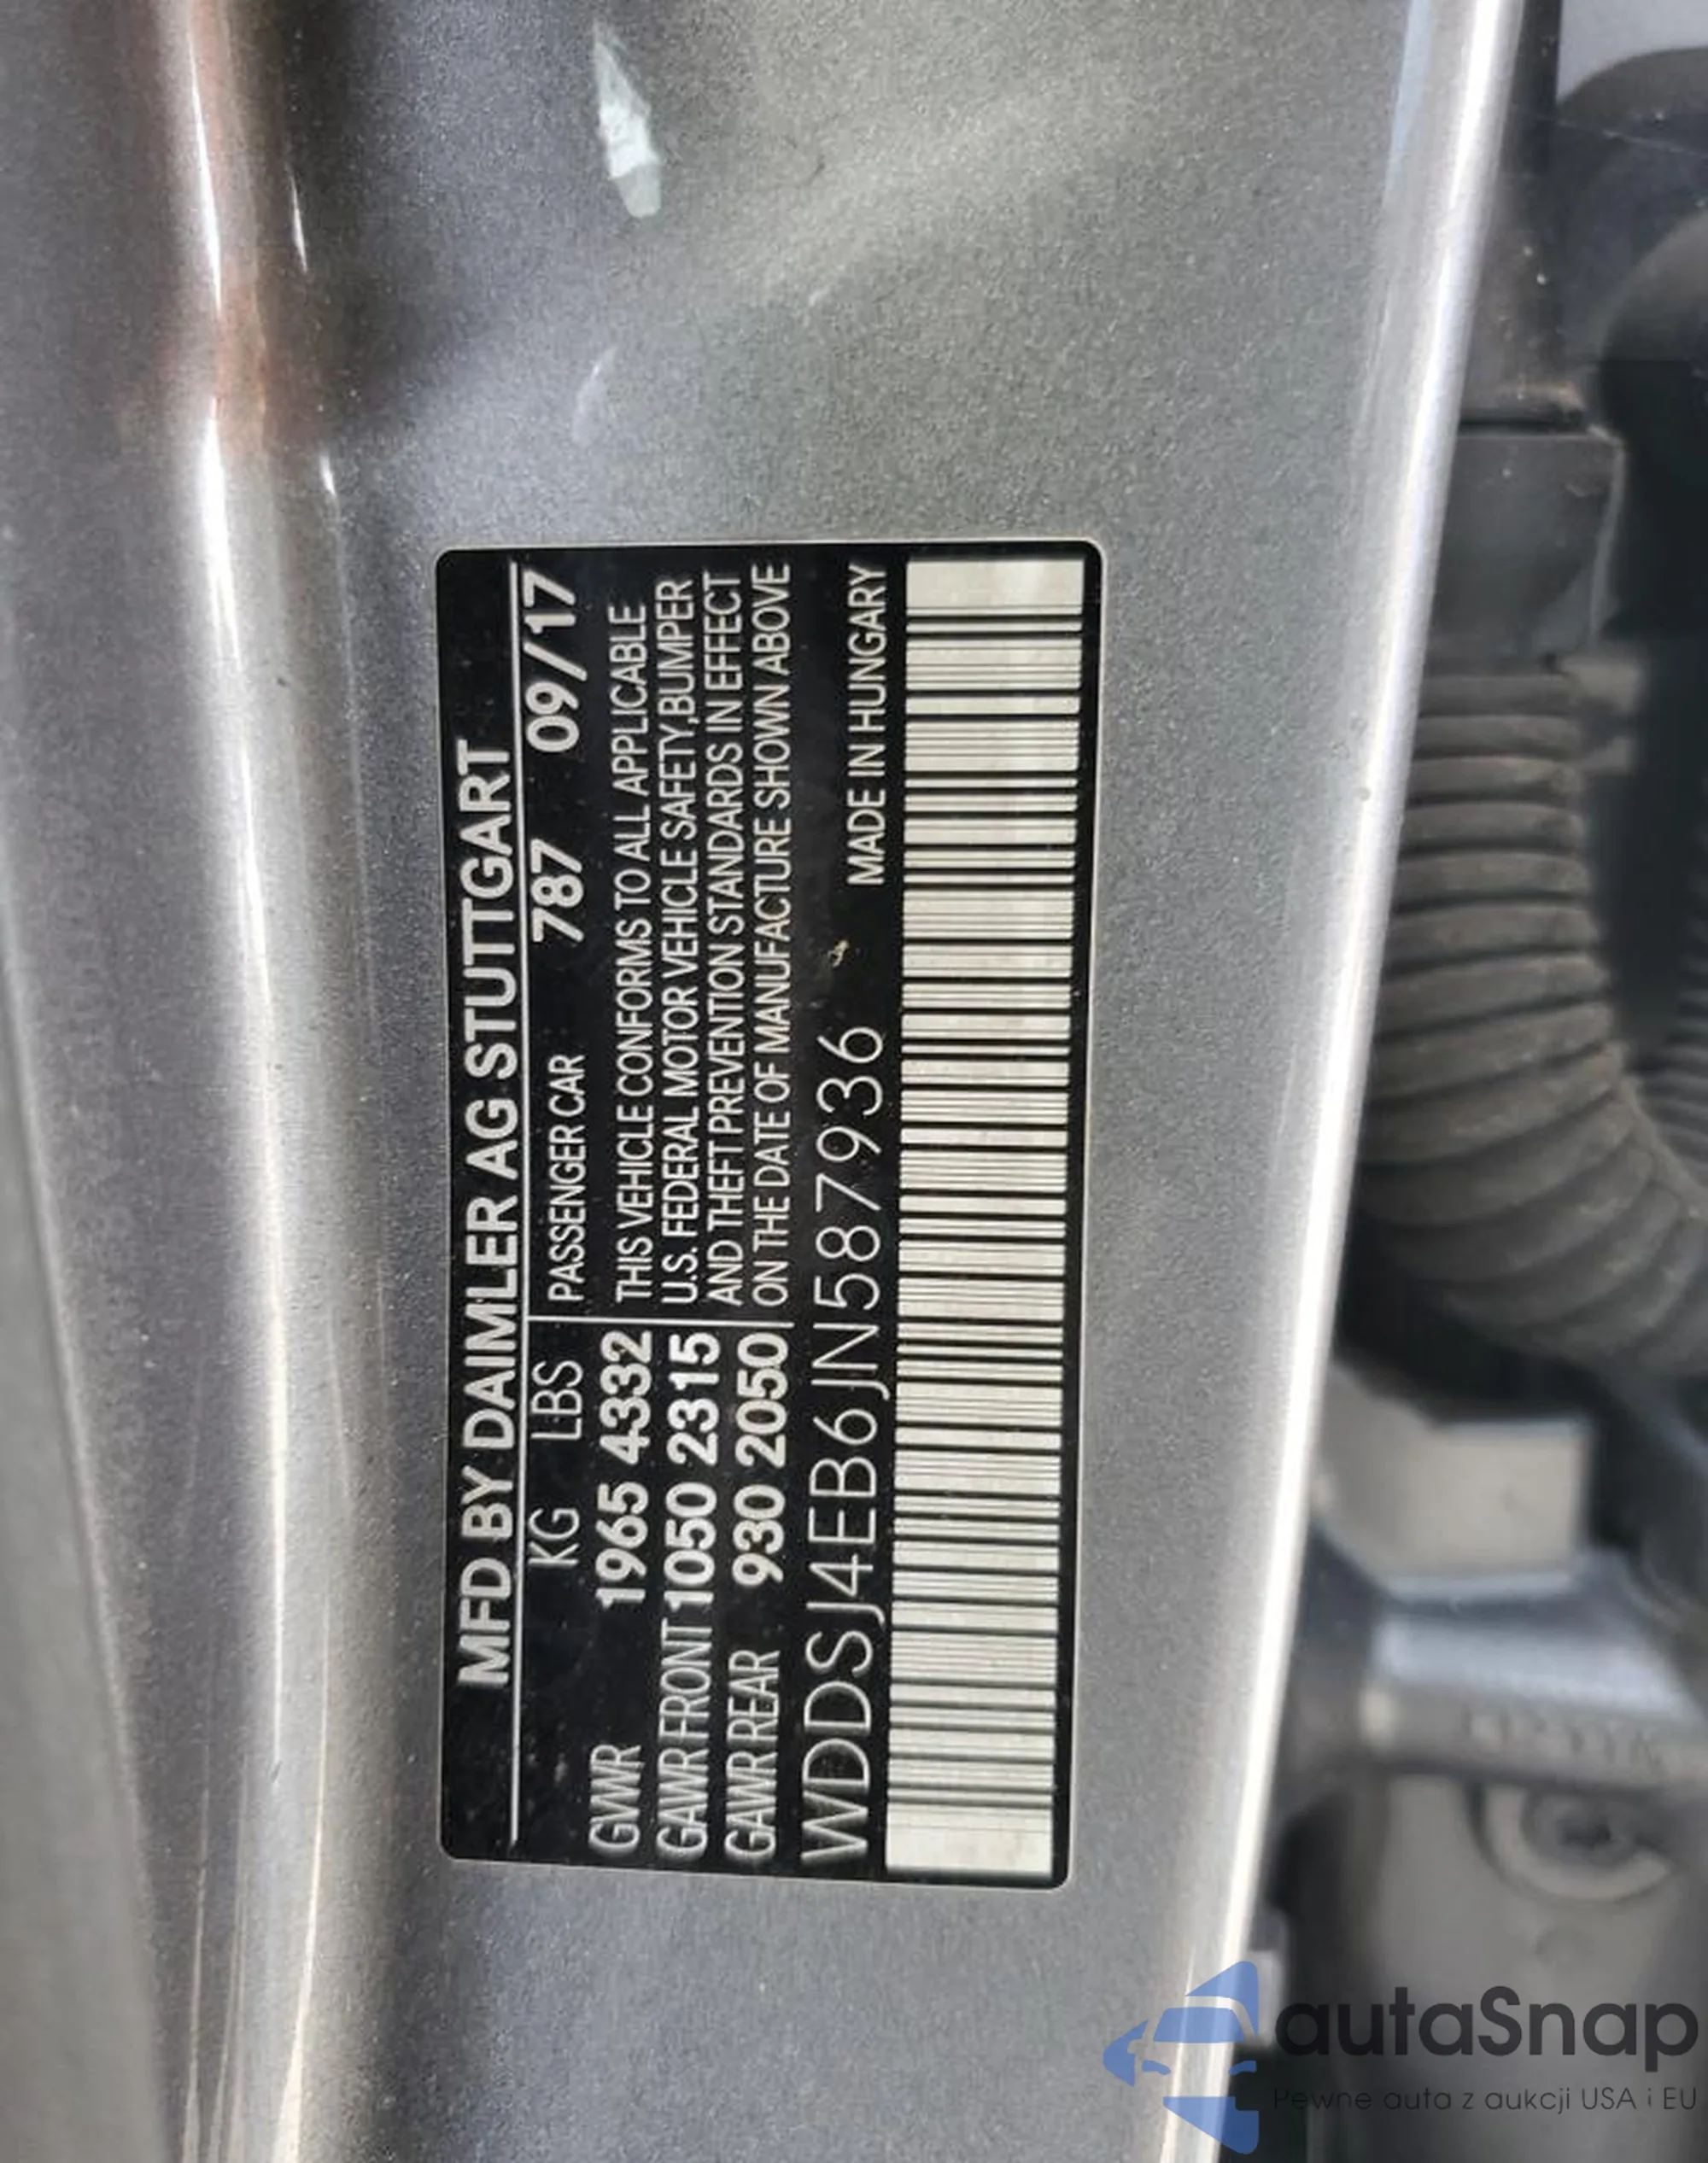 MFD BY DAIMLER AG STUTTGART
KG LBS PASSENGER CAR 787 09/17
GVWR 1965 4332 THIS VEHICLE CONFORMS TO ALL APPLICABLE
GAWR FRONT 1050 2315 U.S. FEDERAL MOTOR VEHICLE SAFETY,BUMPER
GAWR REAR 930 2050 AND THEFT PREVENTION STANDARDS IN EFFECT
ON THE DATE OF MANUFACTURE SHOWN ABOVE
WDDSJ4EB6JN587936 MADE IN HUNGARY
autaSnap
Pewne auta z aukcji USA i EU